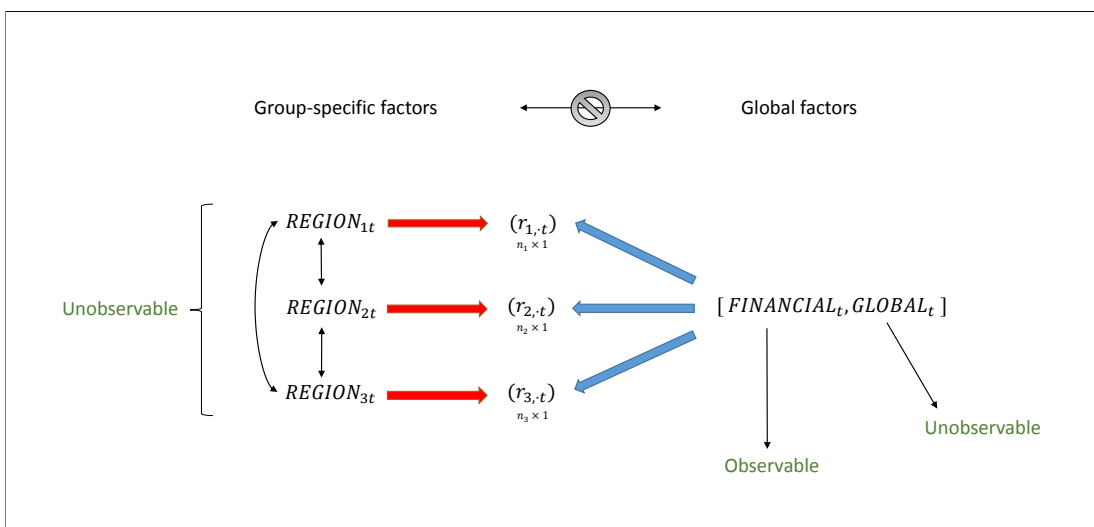 Group-specific factors
Global factors
REGION₁ₜ
(r₁,·ₜ)
n₁ × 1
Unobservable
REGION₂ₜ
(r₂,·ₜ)
n₂ × 1
[ FINANCIALₜ, GLOBALₜ ]
REGION₃ₜ
(r₃,·ₜ)
n₃ × 1
Unobservable
Observable